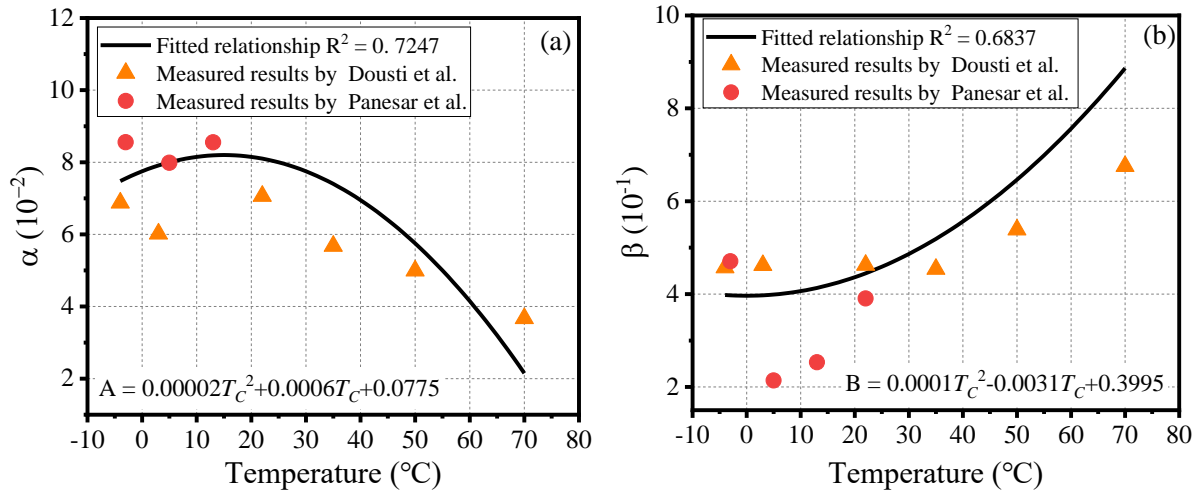 12
10
8
6
4
2
α (10⁻²)
Fitted relationship R² = 0. 7247
Measured results by Dousti et al.
Measured results by Panesar et al.
(a)
A = 0.00002T_C²+0.0006T_C+0.0775
-10 0 10 20 30 40 50 60 70 80
Temperature (℃)
10
8
6
4
2
β (10⁻¹)
Fitted relationship R² = 0.6837
Measured results by Dousti et al.
Measured results by Panesar et al.
(b)
B = 0.0001T_C²-0.0031T_C+0.3995
-10 0 10 20 30 40 50 60 70 80
Temperature (℃)